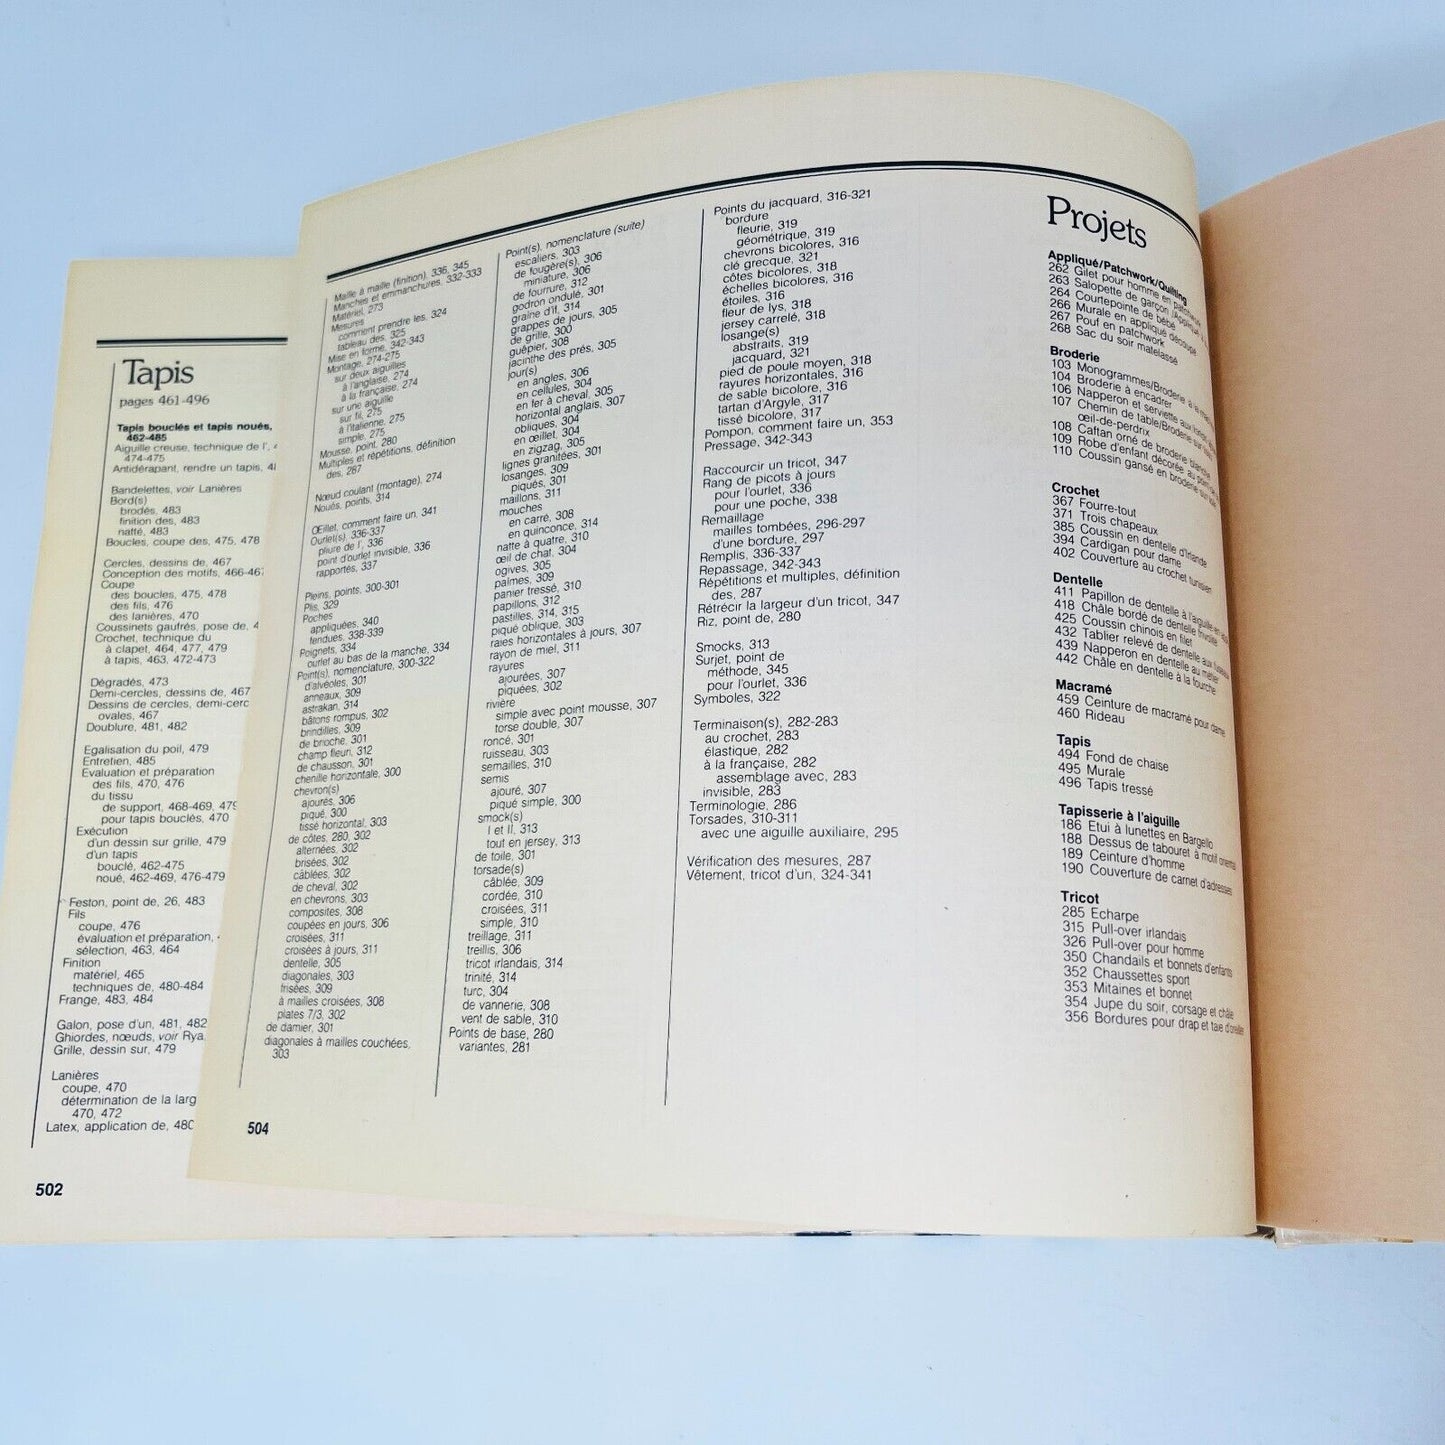 Tapis
pages 461-496
Tapis bouclés et tapis noués,
462-485
Aiguille creuse, technique de l',
474-475
Antidérapant, rendre un tapis,
Bandelettes, voir Lanières
Bord(s)
brodés, 483
finition des, 483
natté, 483
Boucles, coupe des, 475, 478
Cercles, dessins de, 467
Conception des motifs, 466-467
Coupe
des boucles, 475, 478
des fils, 476
des lanières, 470
Coussinets gaufrés, pose de,
Crochet, technique du
à clapet, 464, 477, 479
à tapis, 463, 472-473
Dégradés, 473
Demi-cercles, dessins de, 467
Dessins de cercles, demi-cerc
ovales, 467
Doublure, 481, 482
Egalisation du poil, 479
Entretien, 485
Evaluation et préparation
des fils, 470, 476
du tissu
de support, 468-469, 479
pour tapis bouclés, 470
Exécution
d'un dessin sur grille, 479
d'un tapis
bouclé, 462-475
noué, 462-469, 476-479
Feston, point de, 26, 483
Fils
coupe, 476
évaluation et préparation,
sélection, 463, 464
Finition
matériel, 465
techniques de, 480-484
Frange, 483, 484
Galon, pose d'un, 481, 482
Ghiordes, nœuds, voir Rya,
Grille, dessin sur, 479
Lanières
coupe, 470
détermination de la larg
470, 472
Latex, application de, 480
502
Maille à maille (finition), 336, 345
Manches et emmanchures, 332-333
Matériel, 273
Mesures
comment prendre les, 324
tableau des, 325
Mise en forme, 342-343
Montage, 274-275
sur deux aiguilles
à l'anglaise, 274
à la française, 274
sur une aiguille
sur fil, 275
à l'italienne, 275
simple, 275
Mousse, point, 280
Multiples et répétitions, définition
des, 287
Nœud coulant (montage), 274
Noués, points, 314
Œillet, comment faire un, 341
Ourlet(s), 336-337
pliure de l', 336
point d'ourlet invisible, 336
rapportés, 337
Pleins, points, 300-301
Plis, 329
Poches
appliquées, 340
fendues, 338-339
Poignets, 334
ourlet au bas de la manche, 334
Point(s), nomenclature, 300-322
d'alvéoles, 301
anneaux, 309
astrakan, 314
bâtons rompus, 302
brindilles, 309
de brioche, 301
champ fleuri, 312
de chausson, 301
chenille horizontale, 300
chevron(s)
ajourés, 306
piqué, 300
tissé horizontal, 303
de côtes, 280, 302
alternées, 302
brisées, 302
câblées, 302
de cheval, 302
en chevrons, 303
composites, 308
coupées en jours, 306
croisées, 311
croisées à jours, 311
dentelle, 305
diagonales, 303
frisées, 309
à mailles croisées, 308
plates 7/3, 302
de damier, 301
diagonales à mailles couchées,
303
504
Point(s), nomenclature (suite)
escaliers, 303
de fougère(s), 306
miniature, 306
de fourrure, 312
godron ondulé, 301
graine d'if, 314
grappes de jours, 305
de grille, 300
guêpier, 308
jacinthe des prés, 305
jour(s)
en angles, 306
en cellules, 304
en fer à cheval, 305
horizontal anglais, 307
obliques, 304
en œillet, 304
en zigzag, 305
lignes granitées, 301
losanges, 309
piqués, 301
maillons, 311
mouches
en carré, 308
en quinconce, 314
natte à quatre, 310
œil de chat, 304
ogives, 305
palmes, 309
panier tressé, 310
papillons, 312
pastilles, 314, 315
piqué oblique, 303
raies horizontales à jours, 307
rayon de miel, 311
rayures
ajourées, 307
piquées, 302
rivière
simple avec point mousse, 307
torse double, 307
roncé, 301
ruisseau, 303
semailles, 310
semis
ajouré, 307
piqué simple, 300
smock(s)
I et II, 313
tout en jersey, 313
de toile, 301
torsade(s)
câblée, 309
cordée, 310
croisées, 311
simple, 310
treillage, 311
treillis, 306
tricot irlandais, 314
trinité, 314
turc, 304
de vannerie, 308
vent de sable, 310
Points de base, 280
variantes, 281
Points du jacquard, 316-321
bordure
fleurie, 319
géométrique, 319
chevrons bicolores, 316
clé grecque, 321
côtes bicolores, 318
échelles bicolores, 316
étoiles, 316
fleur de lys, 318
jersey carrelé, 318
losange(s)
abstraits, 319
jacquard, 321
pied de poule moyen, 318
rayures horizontales, 316
de sable bicolore, 316
tartan d'Argyle, 317
tissé bicolore, 317
Pompon, comment faire un, 353
Pressage, 342-343
Raccourcir un tricot, 347
Rang de picots à jours
pour l'ourlet, 336
pour une poche, 338
Remaillage
mailles tombées, 296-297
d'une bordure, 297
Remplis, 336-337
Repassage, 342-343
Répétitions et multiples, définition
des, 287
Rétrécir la largeur d'un tricot, 347
Riz, point de, 280
Smocks, 313
Surjet, point de
méthode, 345
pour l'ourlet, 336
Symboles, 322
Terminaison(s), 282-283
au crochet, 283
élastique, 282
à la française, 282
assemblage avec, 283
invisible, 283
Terminologie, 286
Torsades, 310-311
avec une aiguille auxiliaire, 295
Vérification des mesures, 287
Vêtement, tricot d'un, 324-341
Projets
Appliqué/Patchwork/Quilting
262 Gilet pour homme en patchwork
263 Salopette de garçon (Appliqué
264 Courtepointe de bébé
266 Murale en appliqué découpé
267 Pouf en patchwork
268 Sac du soir matelassé
Broderie
103 Monogrammes/Broderie à la main
104 Broderie à encadrer
106 Napperon et serviette
107 Chemin de table/Broderie sur toile
œil-de-perdrix
108 Caftan orné de broderie
109 Robe d'enfant décorée au point de
110 Coussin gansé en broderie sur
Crochet
367 Fourre-tout
371 Trois chapeaux
385 Coussin en dentelle d'Irlande
394 Cardigan pour dame
402 Couverture au crochet tunisien
Dentelle
411 Papillon de dentelle à l'aiguille
418 Châle bordé de dentelle
425 Coussin chinois en filet
432 Tablier relevé de dentelle aux fuseaux
439 Napperon en dentelle au métier
442 Châle en dentelle à la fourche
Macramé
459 Ceinture de macramé pour dame
460 Rideau
Tapis
494 Fond de chaise
495 Murale
496 Tapis tressé
Tapisserie à l'aiguille
186 Etui à lunettes en Bargello
188 Dessus de tabouret à motif oriental
189 Ceinture d'homme
190 Couverture de carnet d'adresses
Tricot
285 Echarpe
315 Pull-over irlandais
326 Pull-over pour homme
350 Chandails et bonnets d'enfants
352 Chaussettes sport
353 Mitaines et bonnet
354 Jupe du soir, corsage et châle
356 Bordures pour drap et taie d'oreiller